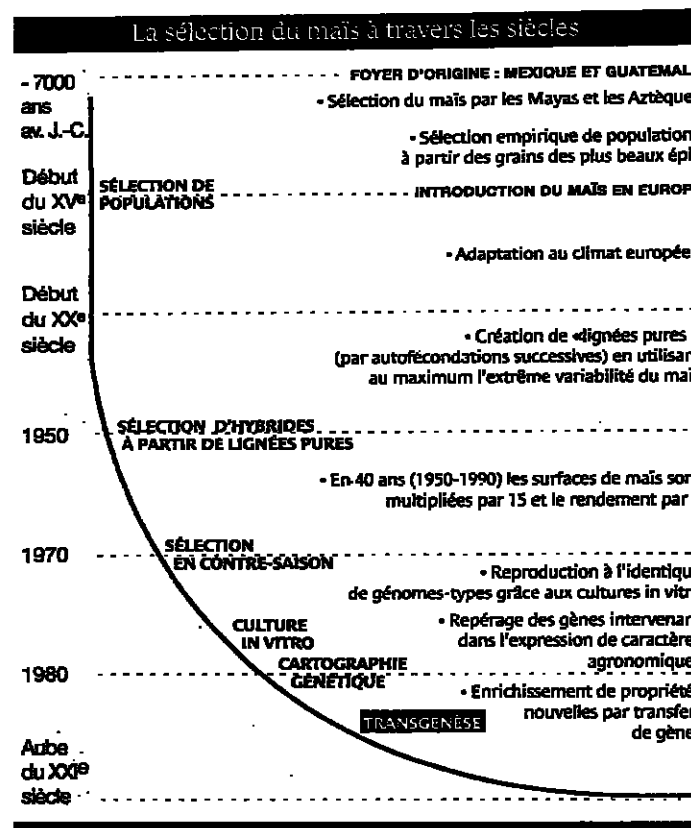 La sélection du maïs à travers les siècles
- 7000
ans
av. J.-C.
FOYER D'ORIGINE : MEXIQUE ET GUATEMAL
• Sélection du maïs par les Mayas et les Aztèque
• Sélection empirique de population
à partir des grains des plus beaux épi
Début
du XVe
siècle
SÉLECTION DE
POPULATIONS
INTRODUCTION DU MAÏS EN EUROP
• Adaptation au climat europée
Début
du XXe
siècle
• Création de «lignées pures
(par autofécondations successives) en utilisan
au maximum l'extrême variabilité du maï
1950
SÉLECTION D'HYBRIDES
À PARTIR DE LIGNÉES PURES
• En 40 ans (1950-1990) les surfaces de maïs son
multipliées par 15 et le rendement par
1970
SÉLECTION
EN CONTRE-SAISON
• Reproduction à l'identiqu
de génomes-types grâce aux cultures in vitr
CULTURE
IN VITRO
• Repérage des gènes intervenan
dans l'expression de caractère
agronomique
CARTOGRAPHIE
GÉNÉTIQUE
1980
• Enrichissement de propriété
nouvelles par transfer
de gène
TRANSGENÈSE
Aube
du XXIe
siècle